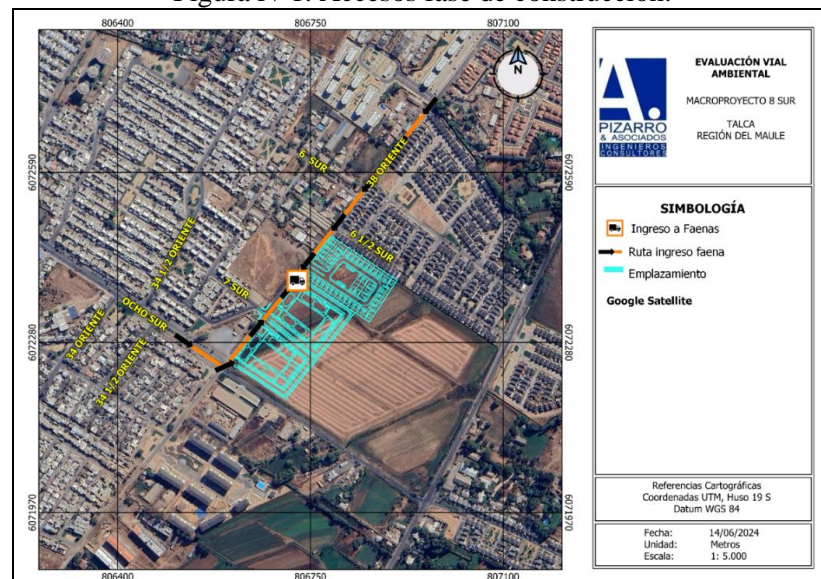 Figura N°1. Accesos fase de construcción.
806400
806750
807100
6072590
6072280
6071970
6072590
6072280
6071970
806400
806750
807100
N
6 SUR
38 ORIENTE
6 1/2 SUR
34 1/2 ORIENTE
7 SUR
OCHO SUR
34 ORIENTE
34 1/2 ORIENTE
A.
PIZARRO
& ASOCIADOS
INGENIEROS
CONSULTORES
EVALUACIÓN VIAL
AMBIENTAL
MACROPROYECTO 8 SUR
TALCA
REGIÓN DEL MAULE
SIMBOLOGÍA
Ingreso a Faenas
Ruta ingreso faena
Emplazamiento
Google Satellite
Referencias Cartográficas
Coordenadas UTM, Huso 19 S
Datum WGS 84
Fecha: 14/06/2024
Unidad: Metros
Escala: 1: 5.000